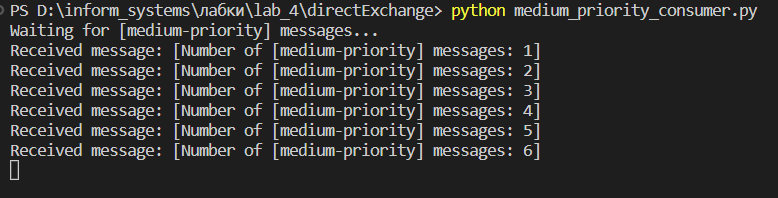 PS D:\inform_systems\лабки\lab_4\directExchange> python medium_priority_consumer.py
Waiting for [medium-priority] messages...
Received message: [Number of [medium-priority] messages: 1]
Received message: [Number of [medium-priority] messages: 2]
Received message: [Number of [medium-priority] messages: 3]
Received message: [Number of [medium-priority] messages: 4]
Received message: [Number of [medium-priority] messages: 5]
Received message: [Number of [medium-priority] messages: 6]